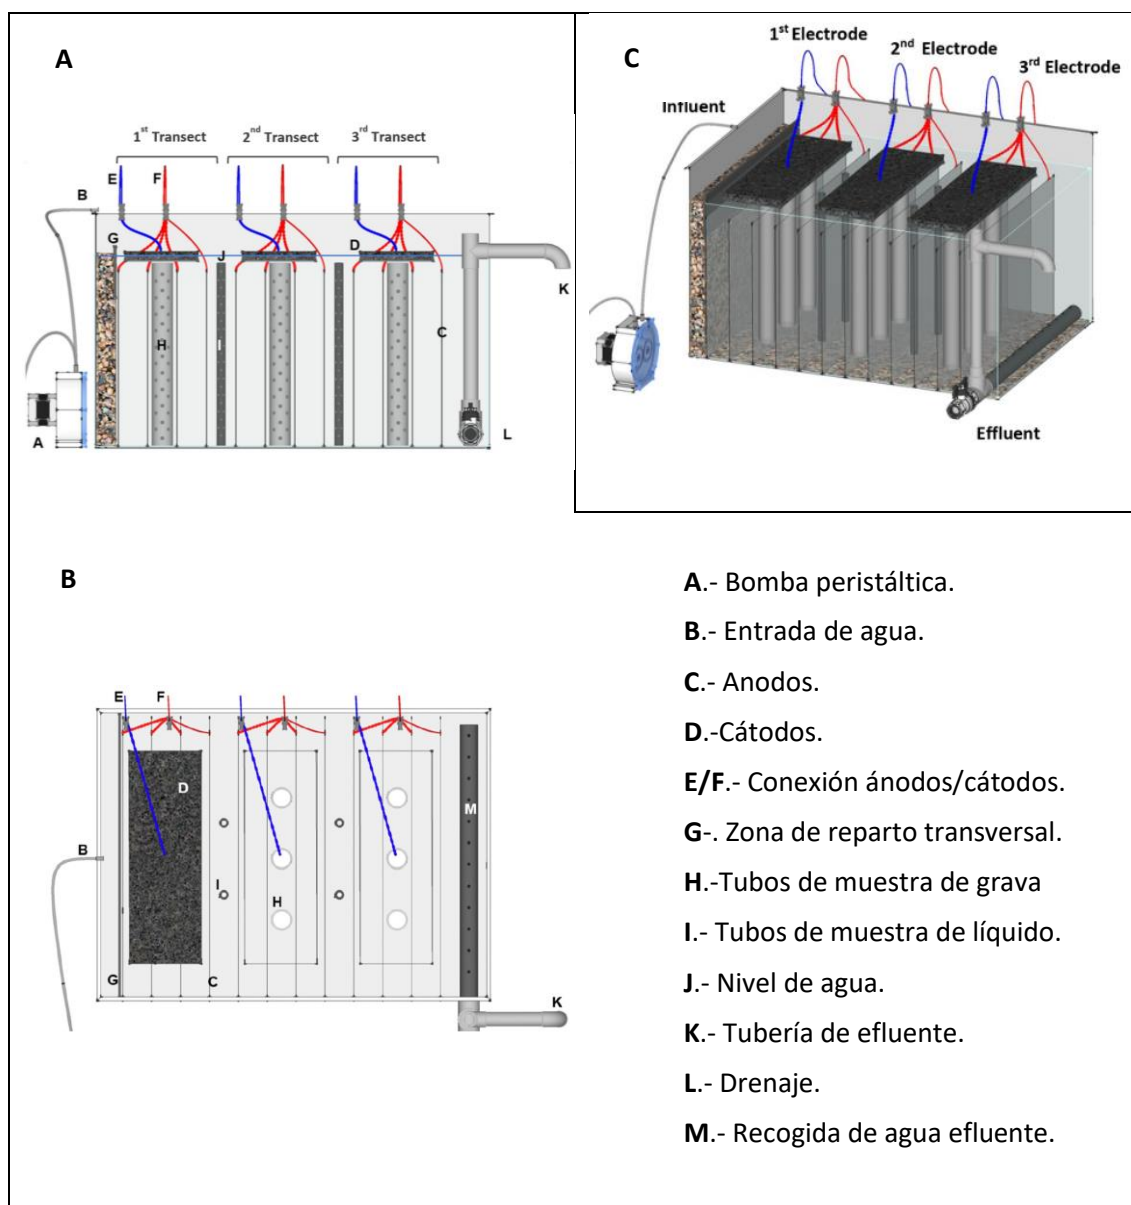 A
1st Transect 2nd Transect 3rd Transect
E F
B
G
D
J
K
H
I
C
A
L
C
1st Electrode
2nd Electrode
3rd Electrode
Influent
Effluent
B
E F
D
M
B
I
H
G
C
K
A.- Bomba peristáltica.
B.- Entrada de agua.
C.- Anodos.
D.-Cátodos.
E/F.- Conexión ánodos/cátodos.
G-. Zona de reparto transversal.
H.-Tubos de muestra de grava
I.- Tubos de muestra de líquido.
J.- Nivel de agua.
K.- Tubería de efluente.
L.- Drenaje.
M.- Recogida de agua efluente.